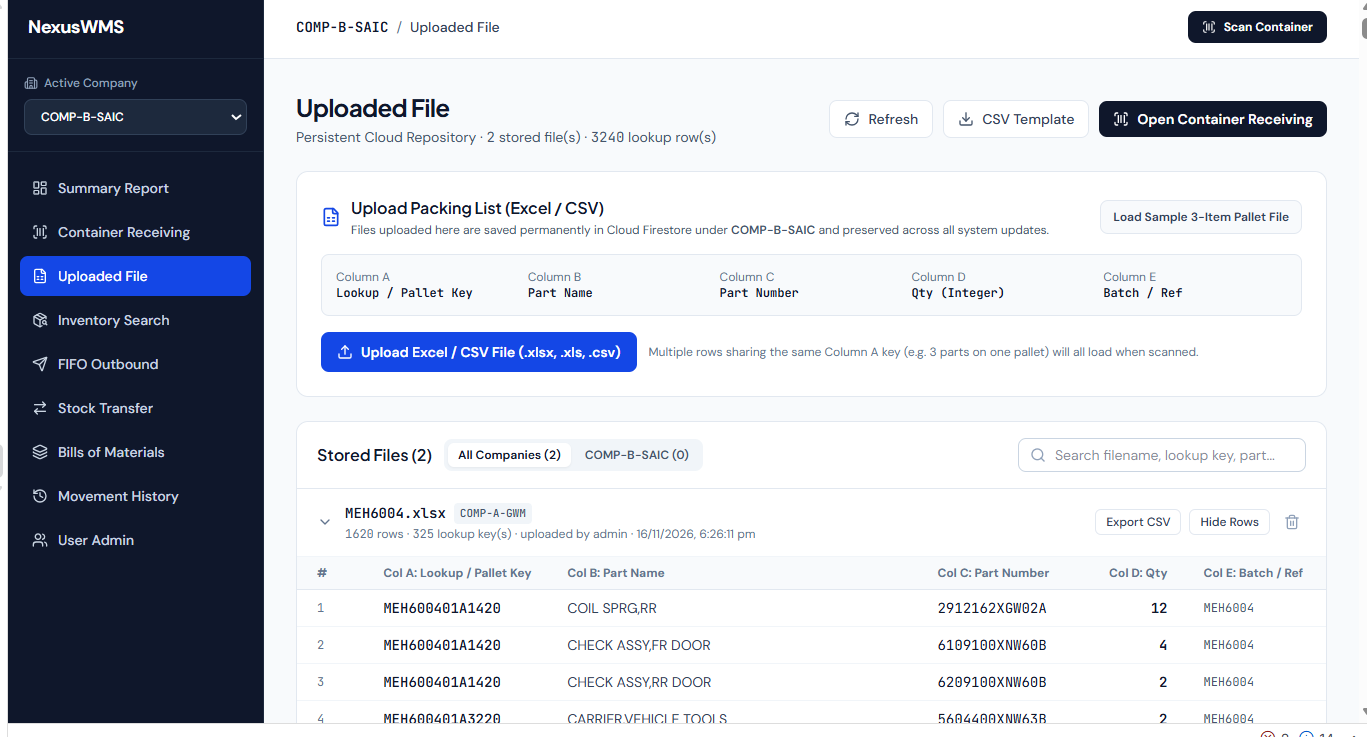 NexusWMS
COMP-B-SAIC / Uploaded File
Scan Container
Active Company
COMP-B-SAIC
Summary Report
Container Receiving
Uploaded File
Inventory Search
FIFO Outbound
Stock Transfer
Bills of Materials
Movement History
User Admin
Uploaded File
Persistent Cloud Repository · 2 stored file(s) · 3240 lookup row(s)
Refresh
CSV Template
Open Container Receiving
Upload Packing List (Excel / CSV)
Files uploaded here are saved permanently in Cloud Firestore under COMP-B-SAIC and preserved across all system updates.
Load Sample 3-Item Pallet File
Column A Column B Column C Column D Column E
Lookup / Pallet Key Part Name Part Number Qty (Integer) Batch / Ref
Upload Excel / CSV File (.xlsx, .xls, .csv)
Multiple rows sharing the same Column A key (e.g. 3 parts on one pallet) will all load when scanned.
Stored Files (2)
All Companies (2) COMP-B-SAIC (0)
Search filename, lookup key, part...
MEH6004.xlsx COMP-A-GWM
1620 rows · 325 lookup key(s) · uploaded by admin · 16/11/2026, 6:26:11 pm
Export CSV Hide Rows
# Col A: Lookup / Pallet Key Col B: Part Name Col C: Part Number Col D: Qty Col E: Batch / Ref
1 MEH600401A1420 COIL SPRG,RR 2912162XGW02A 12 MEH6004
2 MEH600401A1420 CHECK ASSY,FR DOOR 6109100XNW60B 4 MEH6004
3 MEH600401A1420 CHECK ASSY,RR DOOR 6209100XNW60B 2 MEH6004
4 MEH600401A3220 CARRIER,VEHICLE TOOLS 5604400XNW63B 2 MEH6004